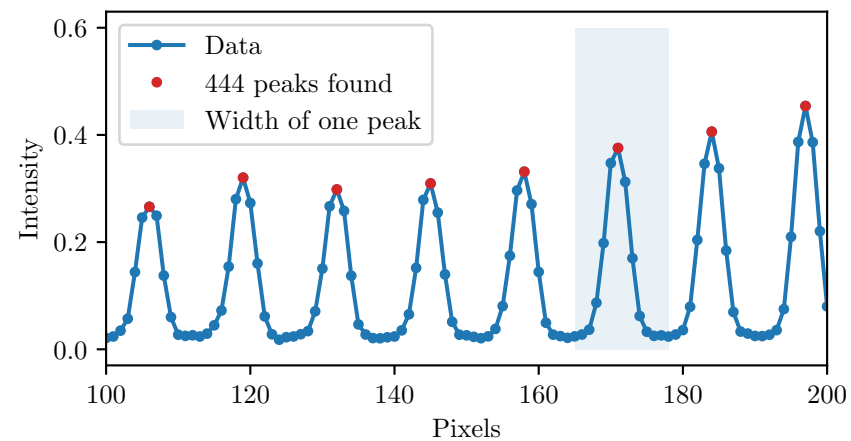 0.6
0.4
0.2
0.0
Intensity
Data
444 peaks found
Width of one peak
100 120 140 160 180 200
Pixels